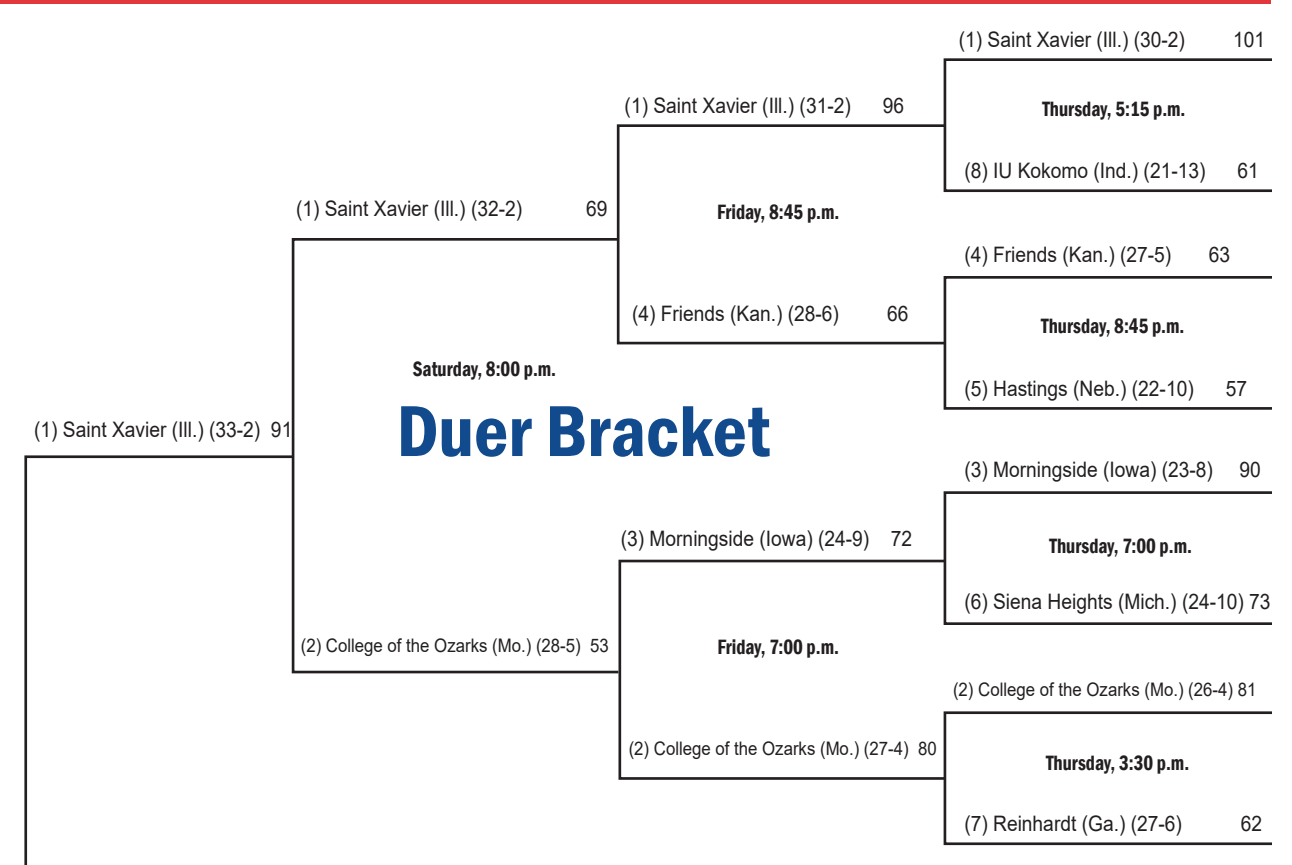 (1) Saint Xavier (Ill.) (30-2) 101
(1) Saint Xavier (Ill.) (31-2) 96
Thursday, 5:15 p.m.
(8) IU Kokomo (Ind.) (21-13) 61
(1) Saint Xavier (Ill.) (32-2) 69
Friday, 8:45 p.m.
(4) Friends (Kan.) (27-5) 63
(4) Friends (Kan.) (28-6) 66
Thursday, 8:45 p.m.
Saturday, 8:00 p.m.
(5) Hastings (Neb.) (22-10) 57
Duer Bracket
(1) Saint Xavier (Ill.) (33-2) 91
(3) Morningside (Iowa) (23-8) 90
(3) Morningside (Iowa) (24-9) 72
Thursday, 7:00 p.m.
(6) Siena Heights (Mich.) (24-10) 73
(2) College of the Ozarks (Mo.) (28-5) 53
Friday, 7:00 p.m.
(2) College of the Ozarks (Mo.) (26-4) 81
(2) College of the Ozarks (Mo.) (27-4) 80
Thursday, 3:30 p.m.
(7) Reinhardt (Ga.) (27-6) 62